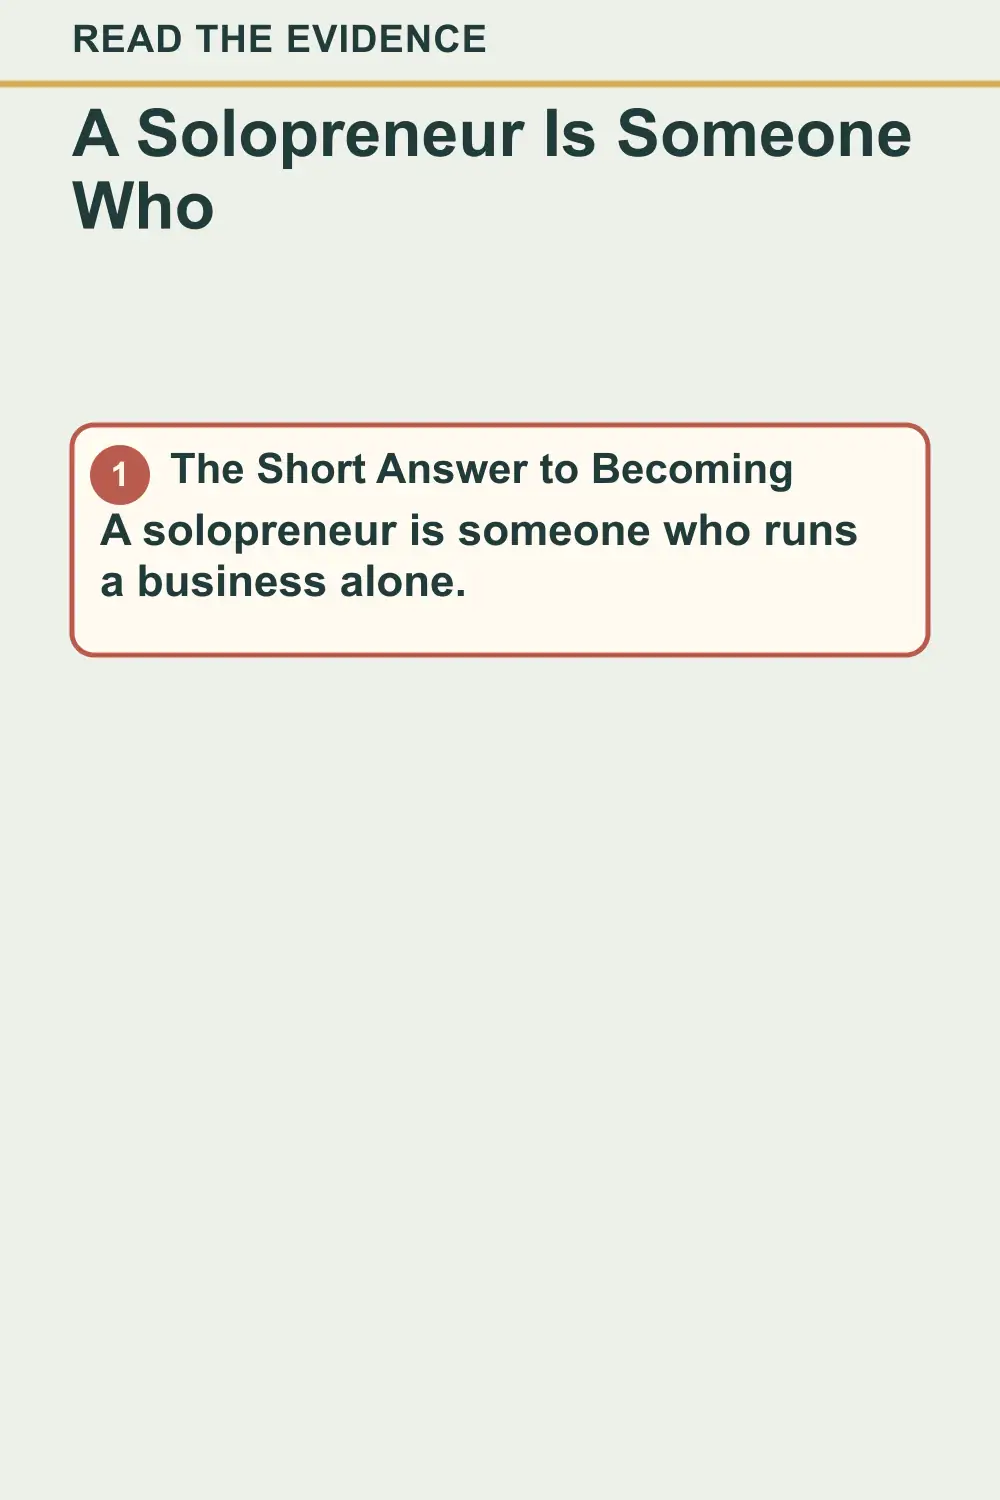 READ THE EVIDENCE
A Solopreneur Is Someone
Who
1 The Short Answer to Becoming
A solopreneur is someone who runs
a business alone.